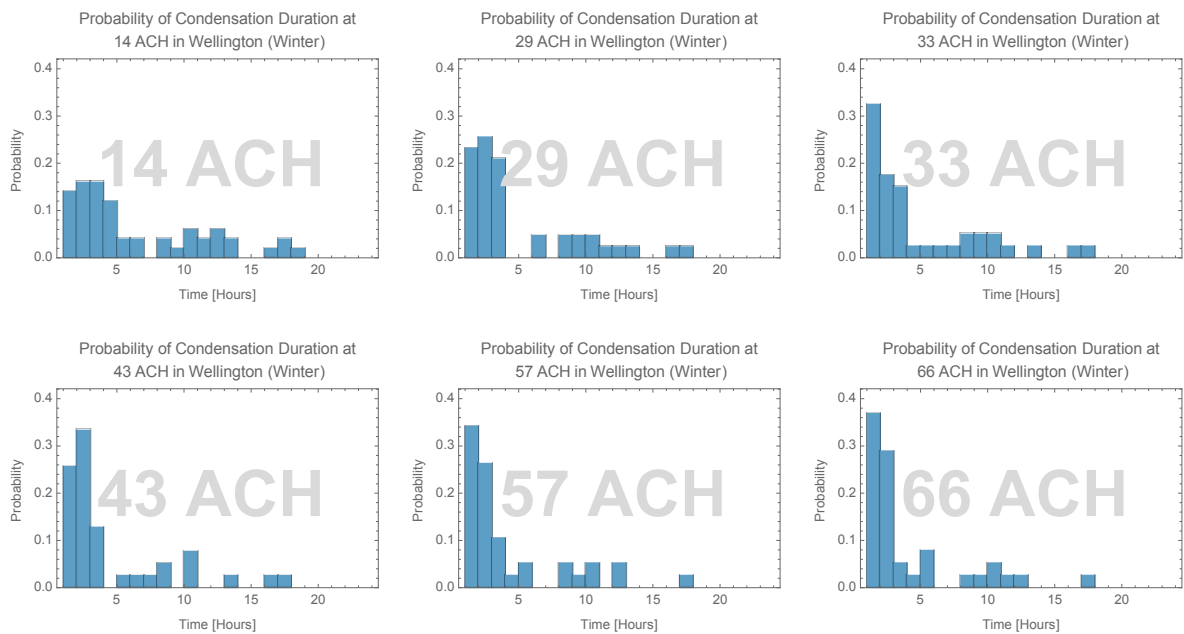 Probability of Condensation Duration at
14 ACH in Wellington (Winter)
0.4
0.3
0.2
0.1
0.0
Probability
14 ACH
5
10
15
20
Time [Hours]
Probability of Condensation Duration at
29 ACH in Wellington (Winter)
0.4
0.3
0.2
0.1
0.0
Probability
29 ACH
5
10
15
20
Time [Hours]
Probability of Condensation Duration at
33 ACH in Wellington (Winter)
0.4
0.3
0.2
0.1
0.0
Probability
33 ACH
5
10
15
20
Time [Hours]
Probability of Condensation Duration at
43 ACH in Wellington (Winter)
0.4
0.3
0.2
0.1
0.0
Probability
43 ACH
5
10
15
20
Time [Hours]
Probability of Condensation Duration at
57 ACH in Wellington (Winter)
0.4
0.3
0.2
0.1
0.0
Probability
57 ACH
5
10
15
20
Time [Hours]
Probability of Condensation Duration at
66 ACH in Wellington (Winter)
0.4
0.3
0.2
0.1
0.0
Probability
66 ACH
5
10
15
20
Time [Hours]